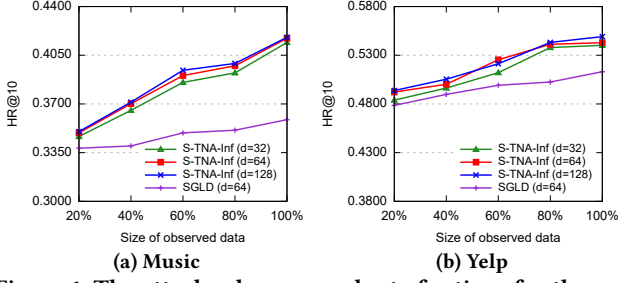 0.4400
0.4050
0.3700
0.3350
0.3000
HR@10
20% 40% 60% 80% 100%
Size of observed data
S-TNA-Inf (d=32)
S-TNA-Inf (d=64)
S-TNA-Inf (d=128)
SGLD (d=64)
(a) Music
0.5800
0.5300
0.4800
0.4300
0.3800
HR@10
20% 40% 60% 80% 100%
Size of observed data
S-TNA-Inf (d=32)
S-TNA-Inf (d=64)
S-TNA-Inf (d=128)
SGLD (d=64)
(b) Yelp